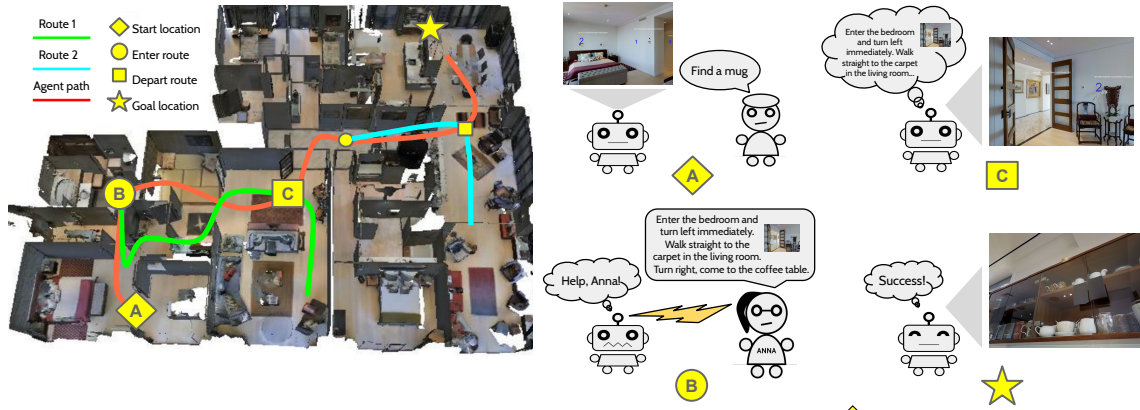 Route 1
Route 2
Agent path
Start location
Enter route
Depart route
Goal location
B
C
A
2
1
Find a mug
A
Enter the bedroom
and turn left
immediately. Walk
straight to the carpet
in the living room...
2
C
Enter the bedroom and
turn left immediately.
Walk straight to the
carpet in the living room.
Turn right, come to the coffee table.
Help, Anna!
ANNA
B
Success!